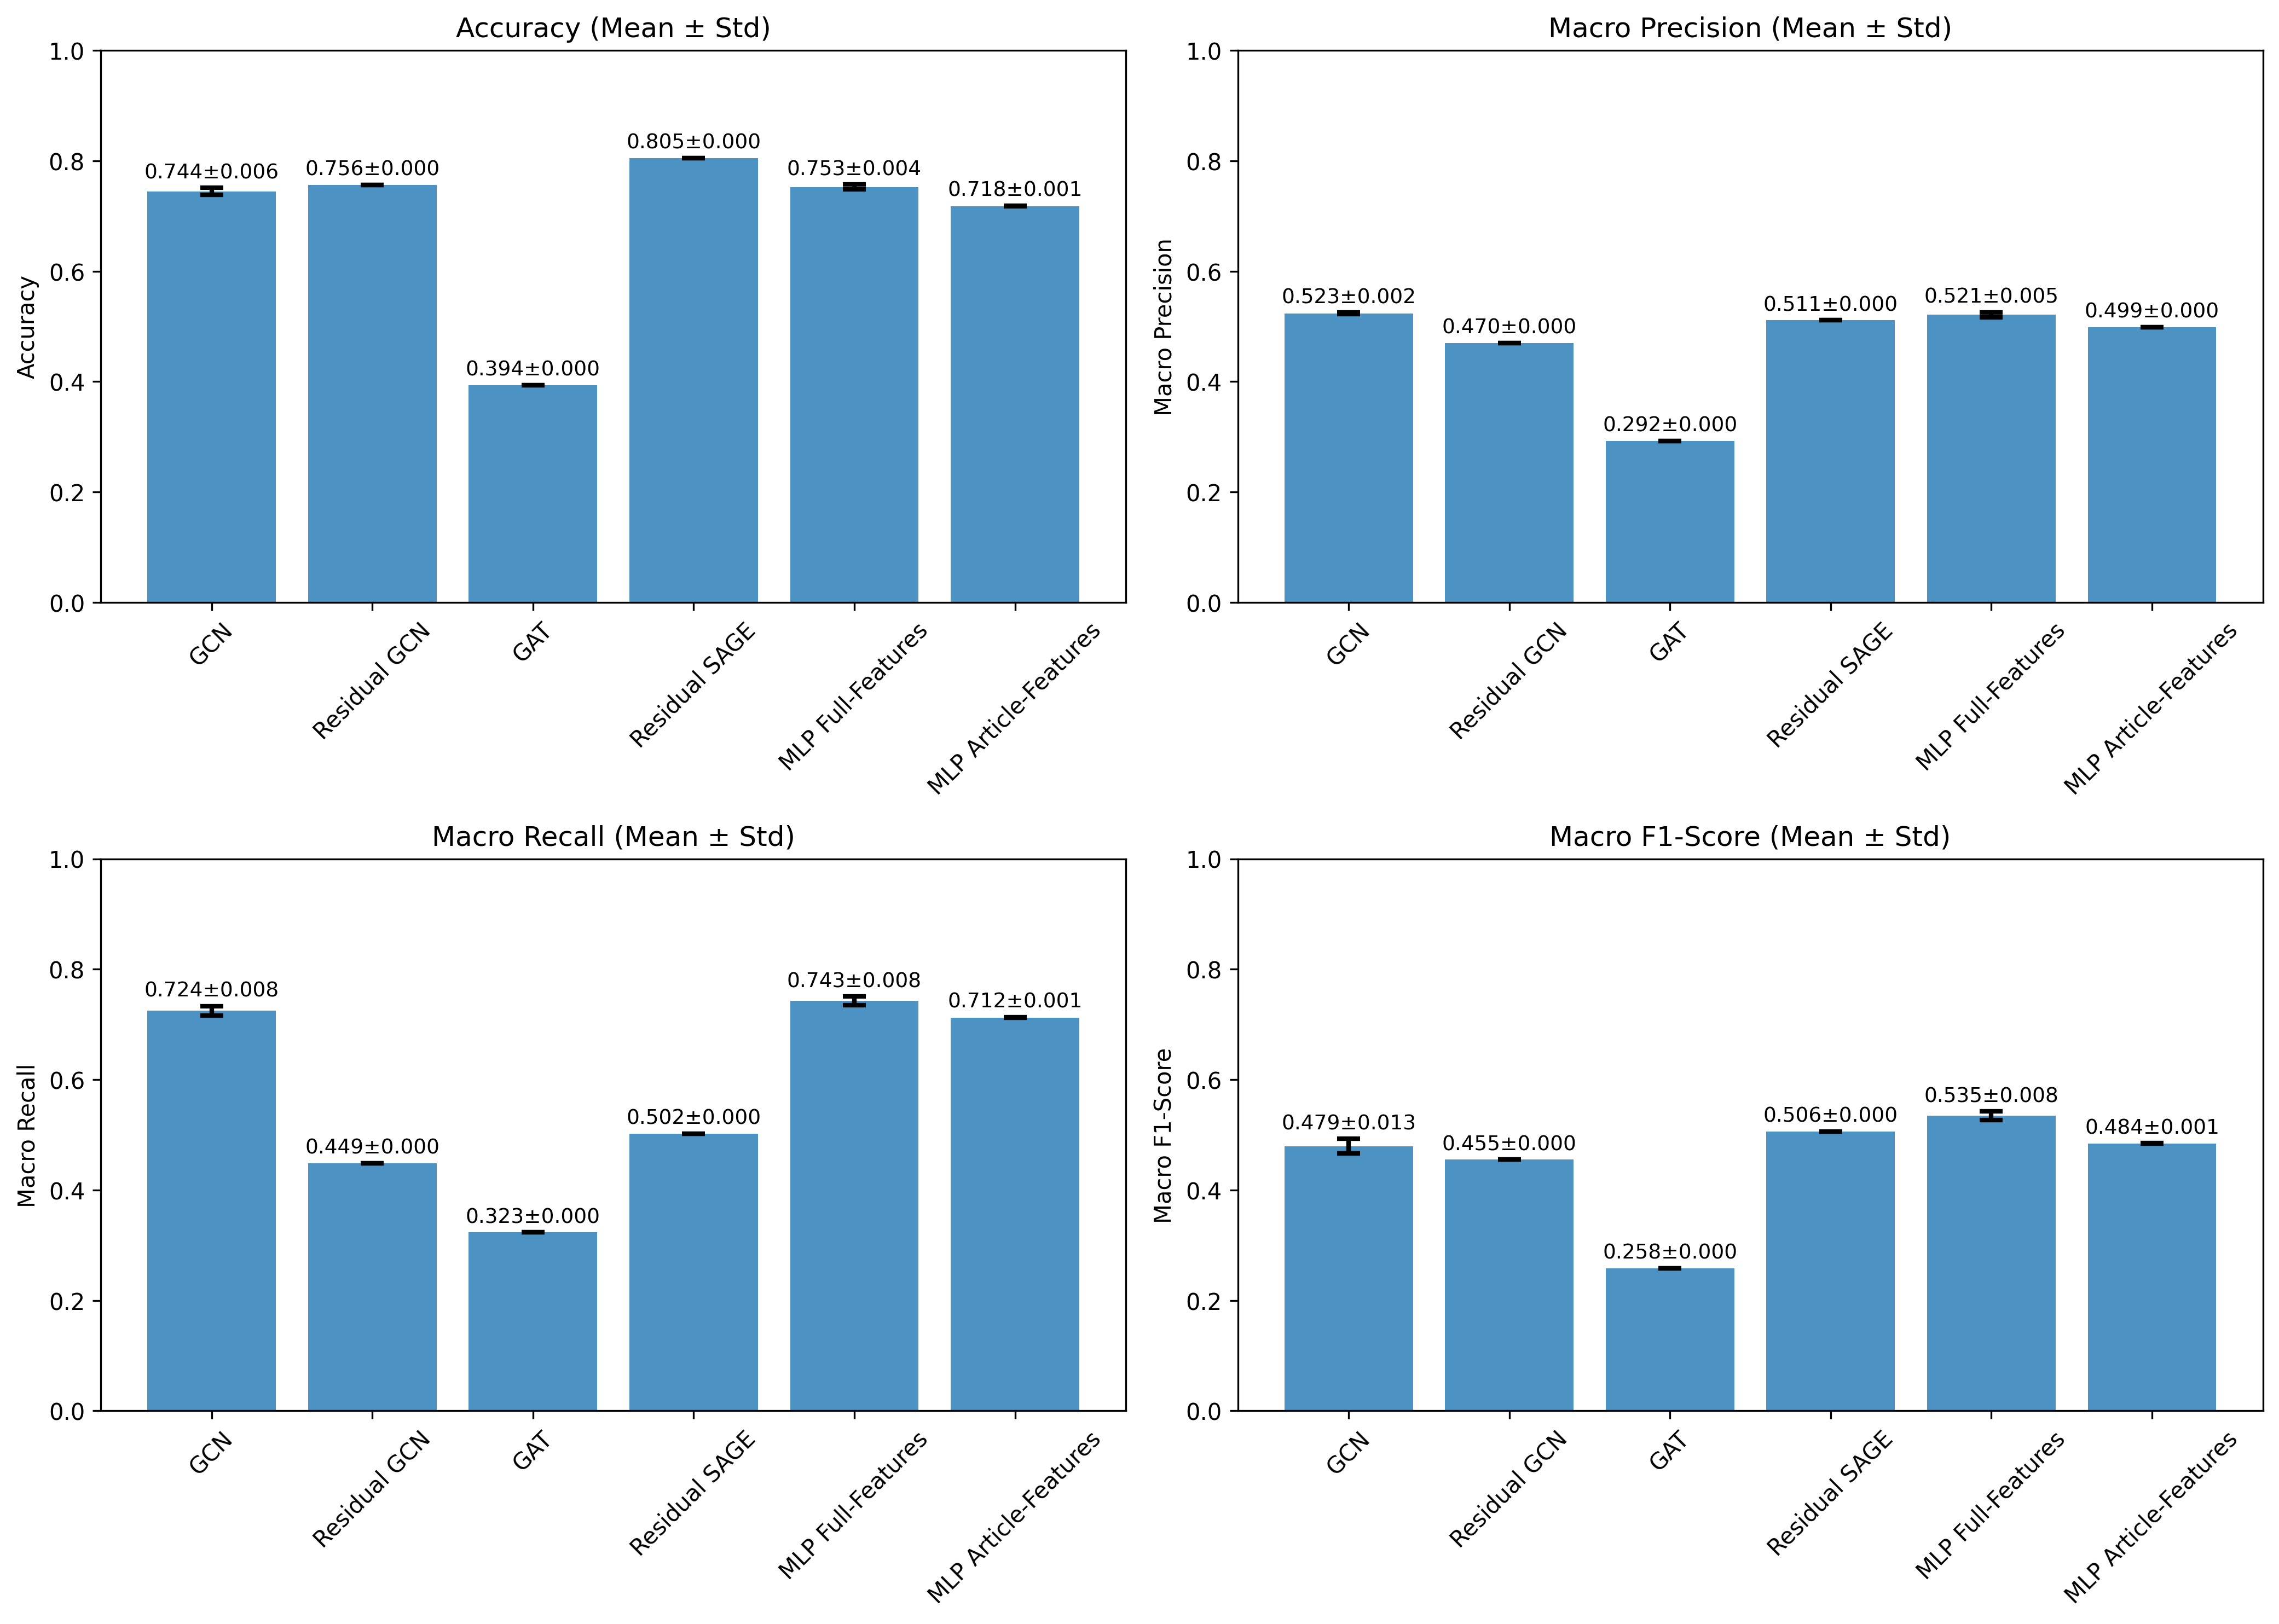 Accuracy (Mean ± Std)
Accuracy
1.0
0.8
0.6
0.4
0.2
0.0
0.744±0.006
0.756±0.000
0.394±0.000
0.805±0.000
0.753±0.004
0.718±0.001
GCN
Residual GCN
GAT
Residual SAGE
MLP Full-Features
MLP Article-Features
Macro Precision (Mean ± Std)
Macro Precision
1.0
0.8
0.6
0.4
0.2
0.0
0.523±0.002
0.470±0.000
0.292±0.000
0.511±0.000
0.521±0.005
0.499±0.000
GCN
Residual GCN
GAT
Residual SAGE
MLP Full-Features
MLP Article-Features
Macro Recall (Mean ± Std)
Macro Recall
1.0
0.8
0.6
0.4
0.2
0.0
0.724±0.008
0.449±0.000
0.323±0.000
0.502±0.000
0.743±0.008
0.712±0.001
GCN
Residual GCN
GAT
Residual SAGE
MLP Full-Features
MLP Article-Features
Macro F1-Score (Mean ± Std)
Macro F1-Score
1.0
0.8
0.6
0.4
0.2
0.0
0.479±0.013
0.455±0.000
0.258±0.000
0.506±0.000
0.535±0.008
0.484±0.001
GCN
Residual GCN
GAT
Residual SAGE
MLP Full-Features
MLP Article-Features